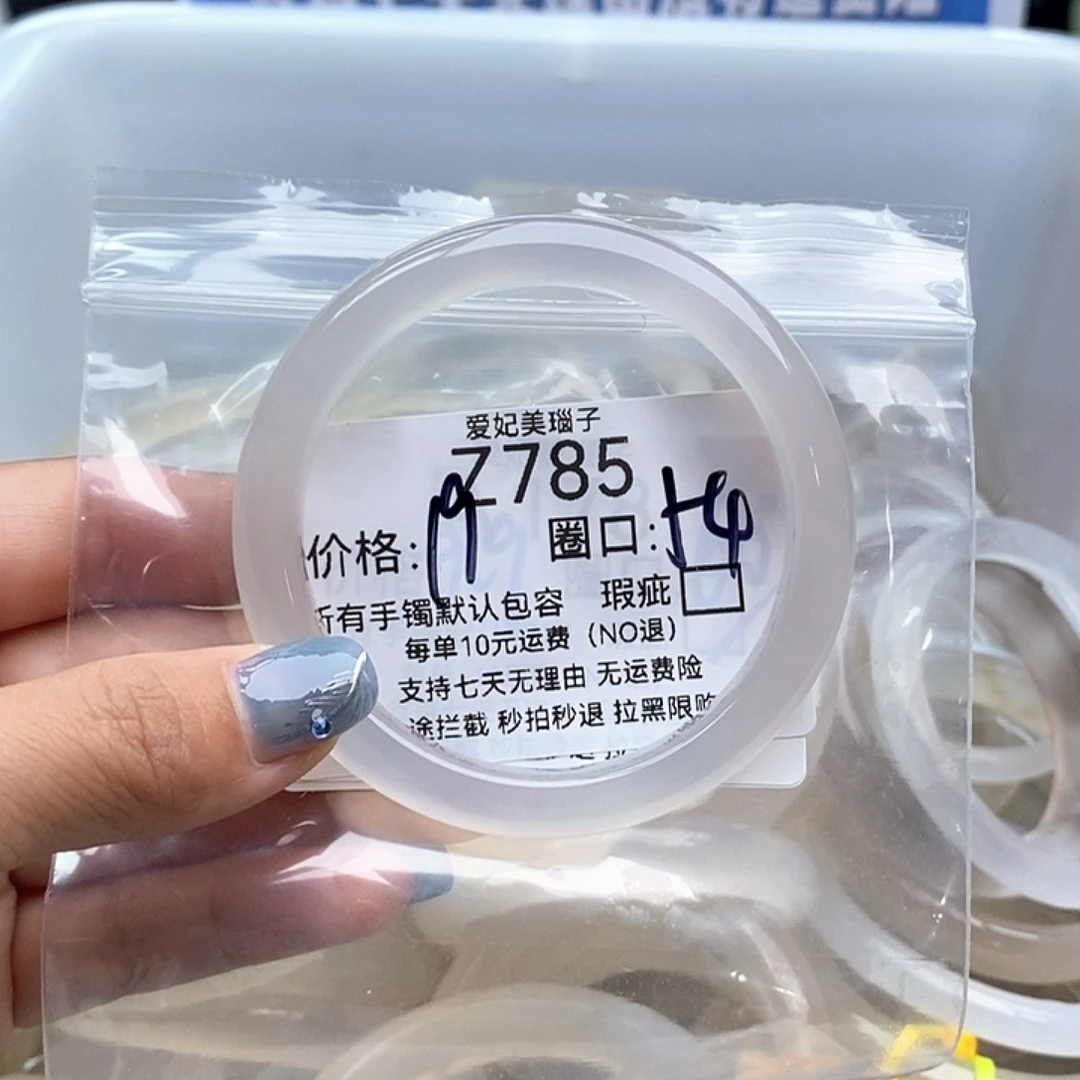 爱妃美瑙子
Z785
价格: 圈口:54
所有手镯默认包容 瑕疵
每单10元运费（NO退）
支持七天无理由 无运费险
途拦截 秒拍秒退 拉黑限购